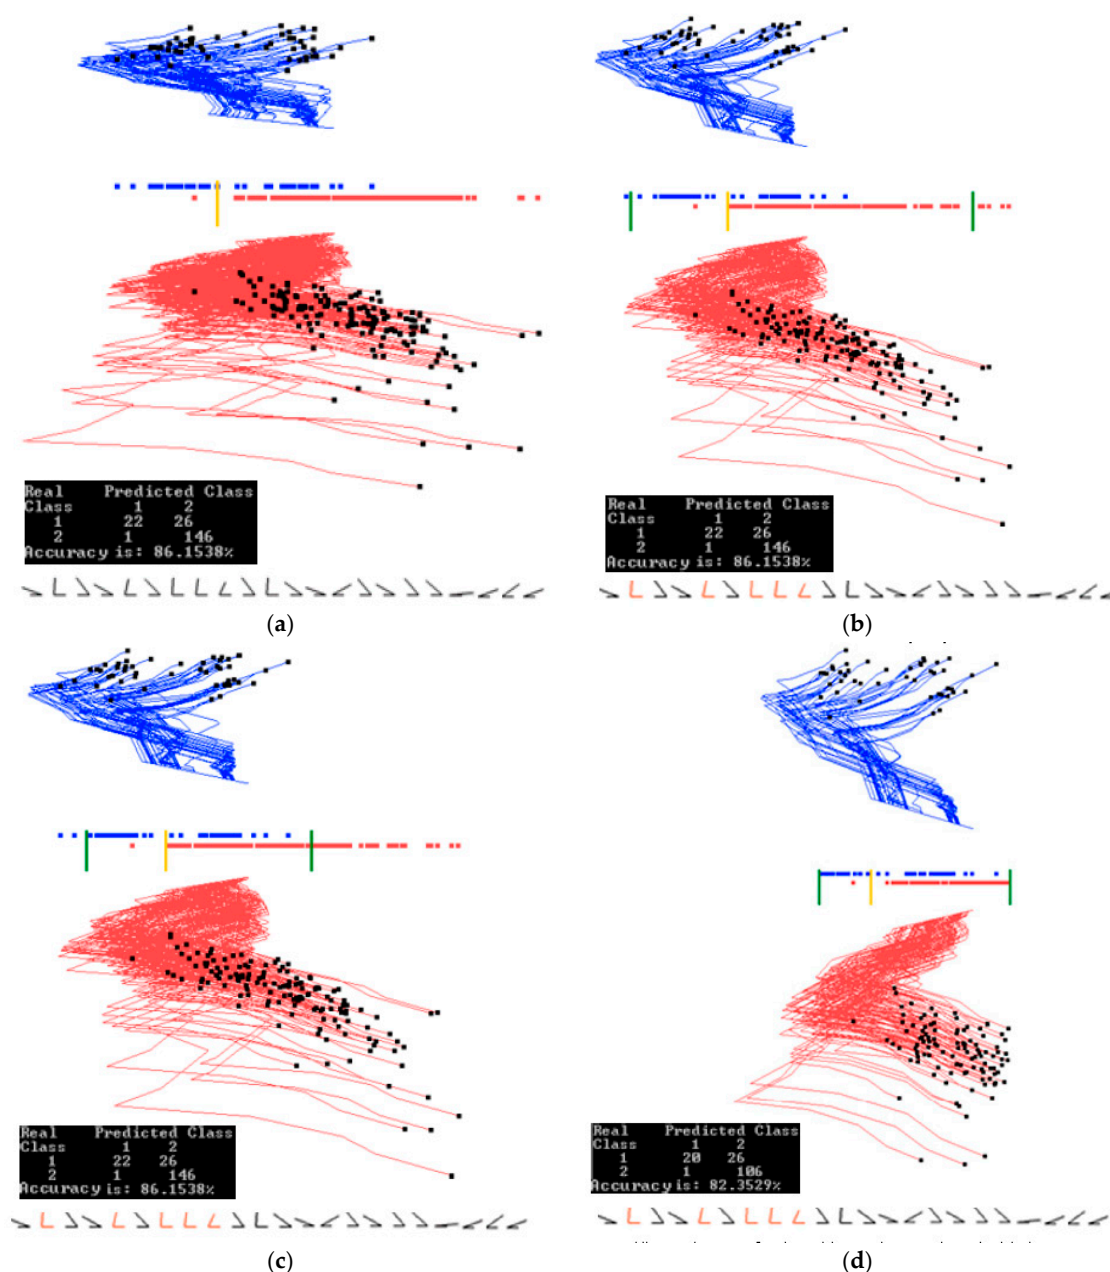 Real Predicted Class
Class 1 2
1 22 26
2 1 146
Accuracy is: 86.1538%
(a)
Real Predicted Class
Class 1 2
1 22 26
2 1 146
Accuracy is: 86.1538%
(b)
Real Predicted Class
Class 1 2
1 22 26
2 1 146
Accuracy is: 86.1538%
(c)
Real Predicted Class
Class 1 2
1 20 26
2 1 106
Accuracy is: 82.3529%
(d)